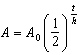 A = A₀(1/2)^(t/h)